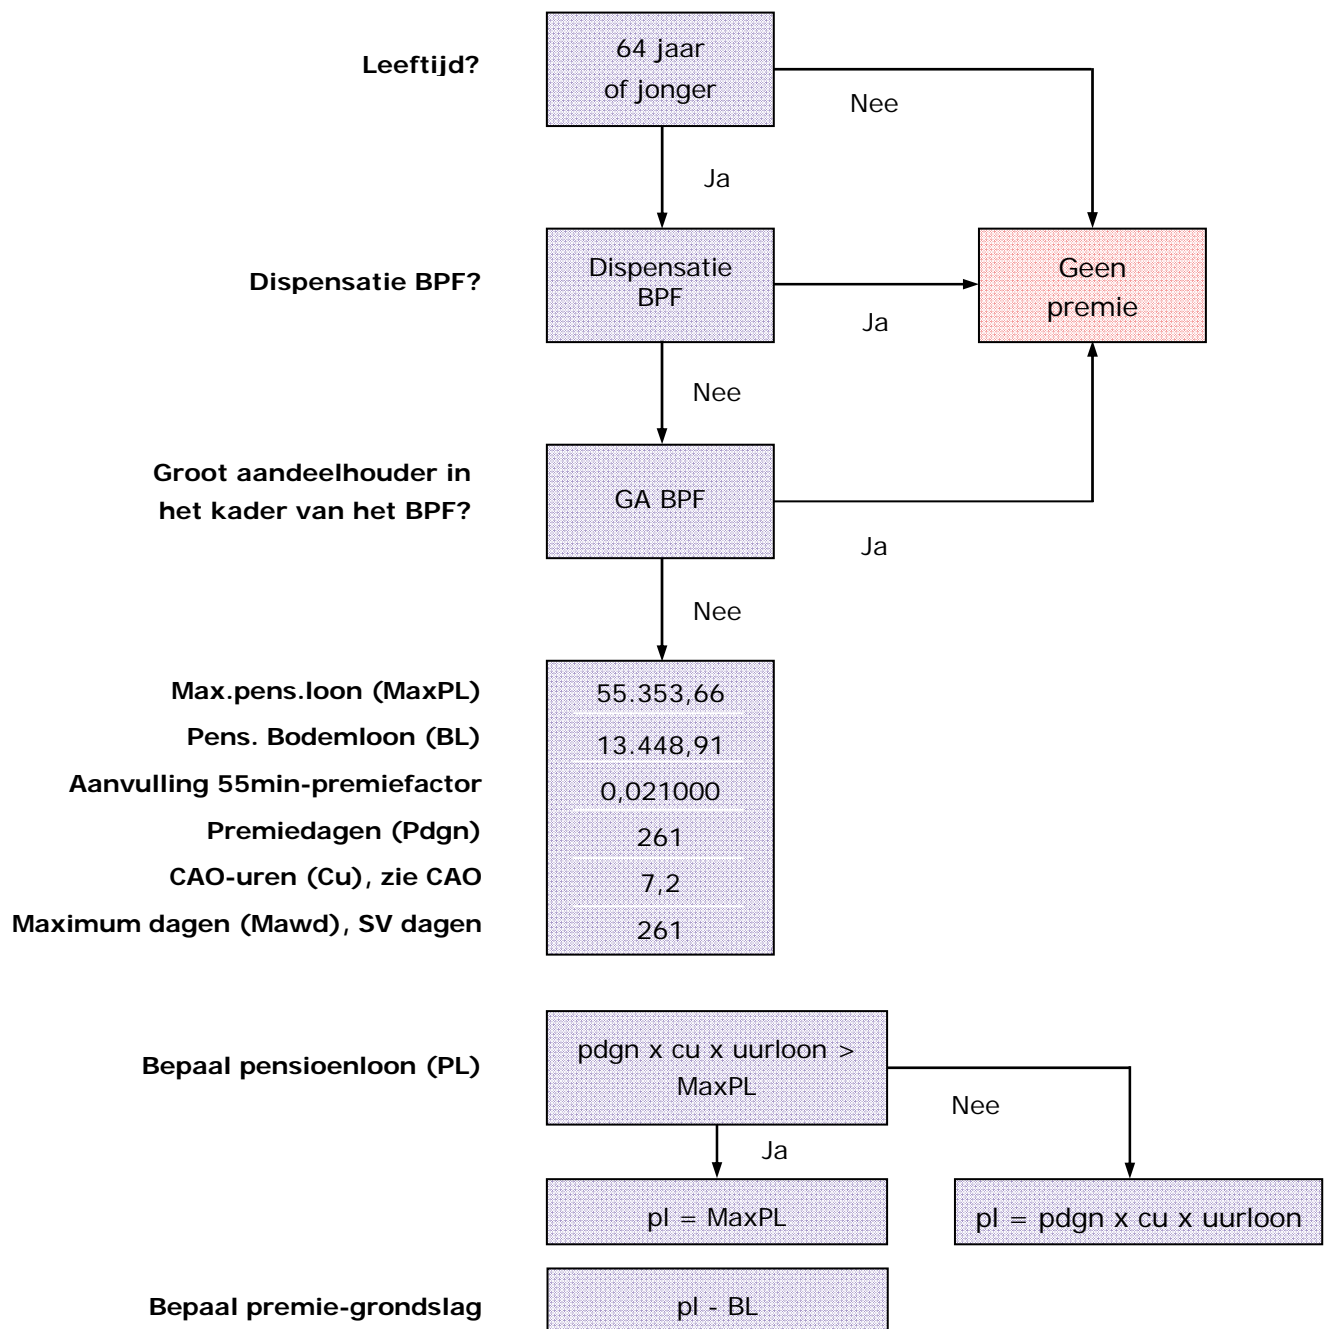 Leeftijd?
64 jaar
of jonger
Nee
Ja
Dispensatie BPF?
Dispensatie
BPF
Ja
Geen
premie
Nee
Groot aandeelhouder in
het kader van het BPF?
GA BPF
Ja
Nee
Max.pens.loon (MaxPL) 55.353,66
Pens. Bodemloon (BL) 13.448,91
Aanvulling 55min-premiefactor 0,021000
Premiedagen (Pdgn) 261
CAO-uren (Cu), zie CAO 7,2
Maximum dagen (Mawd), SV dagen 261
Bepaal pensioenloon (PL)
pdgn x cu x uurloon >
MaxPL
Nee
Ja
pl = MaxPL
pl = pdgn x cu x uurloon
Bepaal premie-grondslag
pl - BL